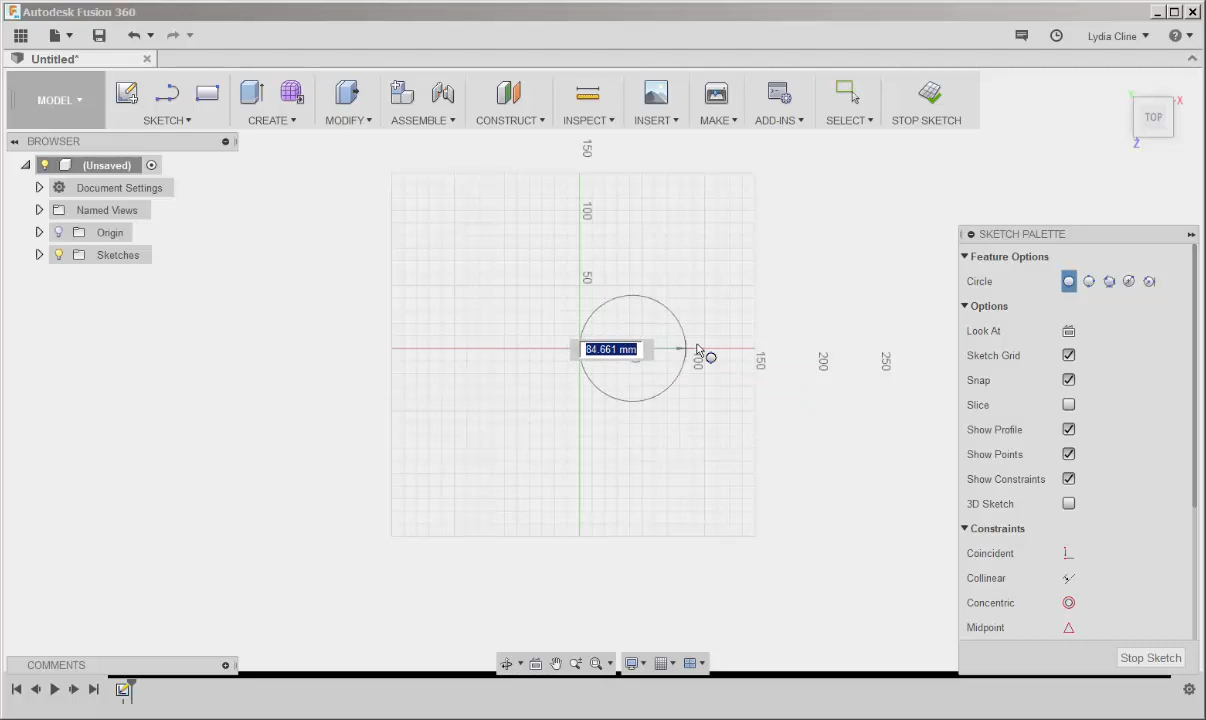 Autodesk Fusion 360
Lydia Cline
Untitled*
MODEL
SKETCH
CREATE
MODIFY
ASSEMBLE
CONSTRUCT
INSPECT
INSERT
MAKE
ADD-INS
SELECT
STOP SKETCH
BROWSER
(Unsaved)
Document Settings
Named Views
Origin
Sketches
TOP
X
Z
150
100
50
84.661 mm
150
200
250
SKETCH PALETTE
Feature Options
Circle
Options
Look At
Sketch Grid
Snap
Slice
Show Profile
Show Points
Show Constraints
3D Sketch
Constraints
Coincident
Collinear
Concentric
Midpoint
Stop Sketch
COMMENTS